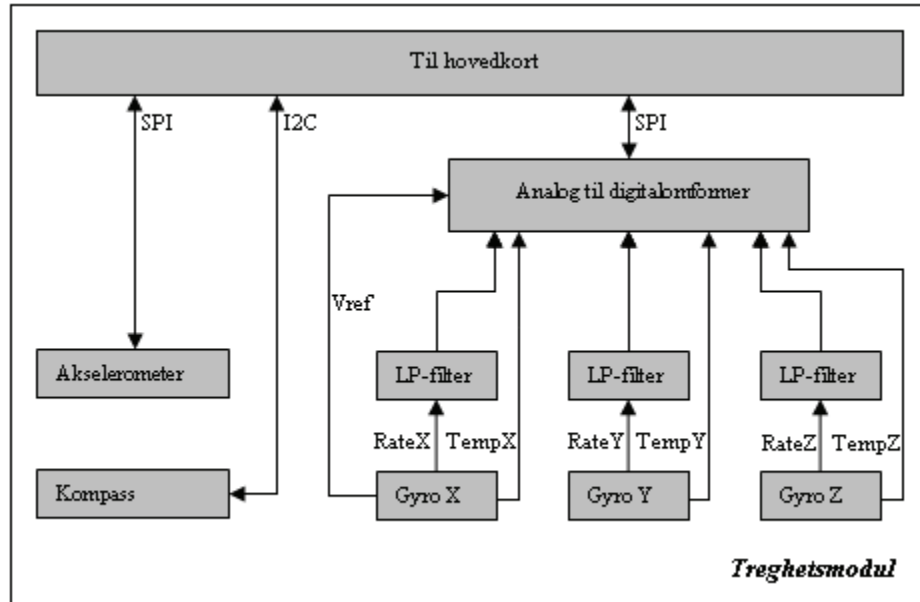 Til hovedkort
SPI
I2C
SPI
Analog til digitalomformer
Vref
Akselerometer
LP-filter
LP-filter
LP-filter
RateX
TempX
RateY
TempY
RateZ
TempZ
Kompass
Gyro X
Gyro Y
Gyro Z
Treghetsmodul